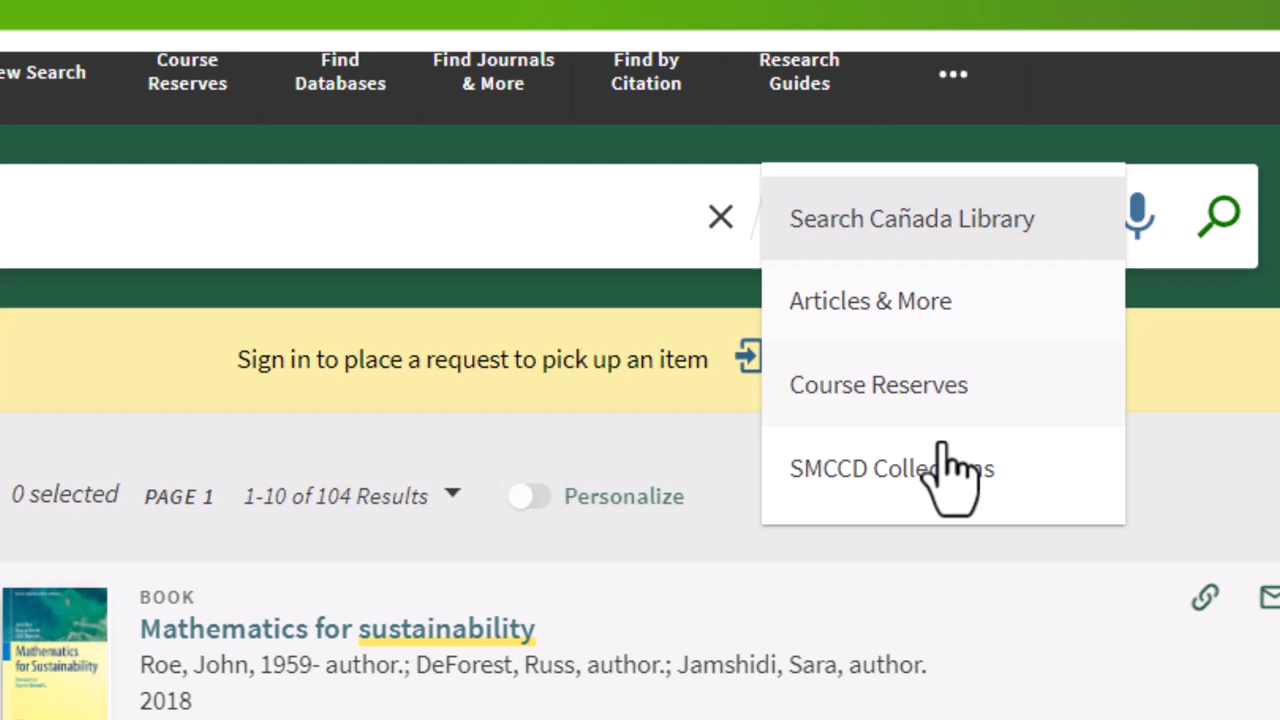 ew Search
Course
Reserves
Find
Databases
Find Journals
& More
Find by
Citation
Research
Guides
Search Cañada Library
Articles & More
Course Reserves
SMCCD
Sign in to place a request to pick up an item
0 selected PAGE 1 1-10 of 104 Results Personalize
BOOK
Mathematics for sustainability
Roe, John, 1959- author.; DeForest, Russ, author.; Jamshidi, Sara, author.
2018
Mathematics
for Sustainability